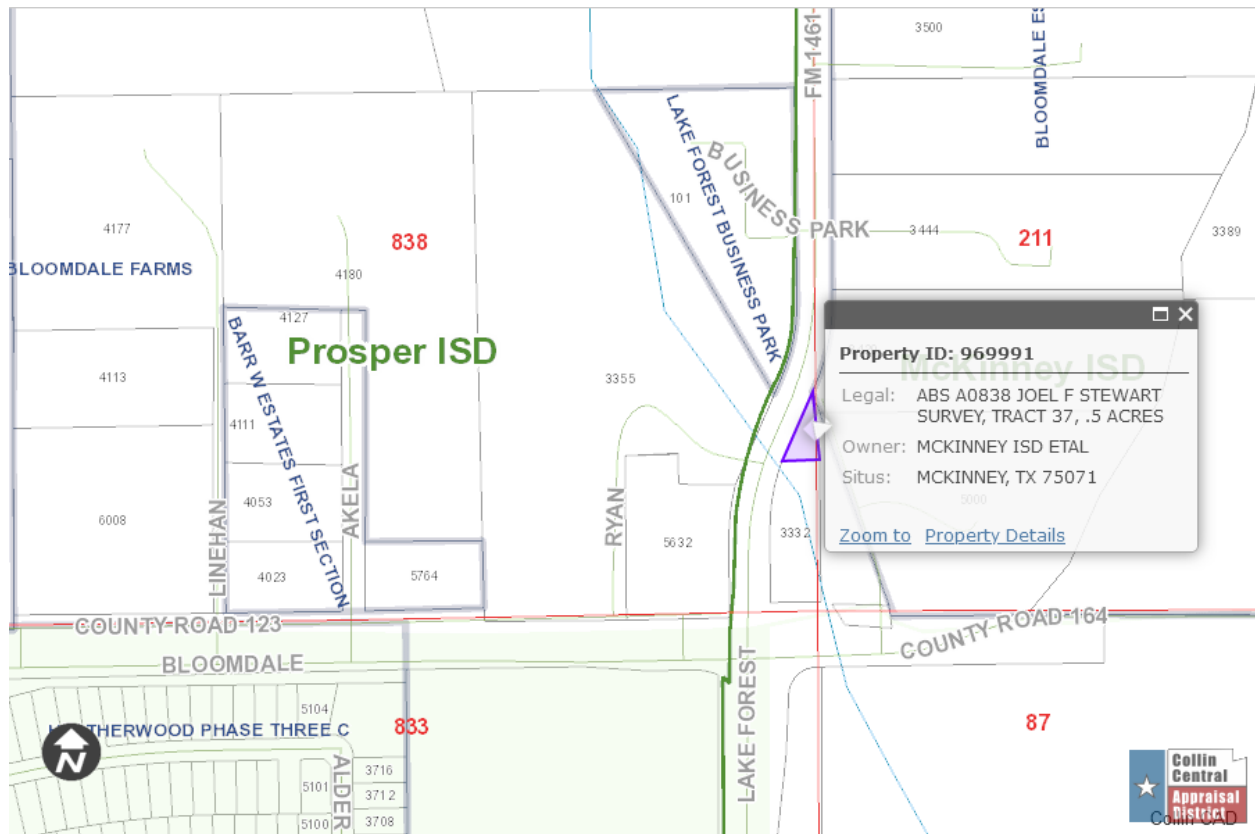 3500
BLOOMDALE ES
FM 1461
LAKE FOREST BUSINESS PARK
BUSINESS PARK
101
4177
838
3444
211
3389
BLOOMDALE FARMS
4180
4127
BARR W ESTATES FIRST SECTION
Prosper ISD
McKinney ISD
Property ID: 969991
Legal: ABS A0838 JOEL F STEWART
SURVEY, TRACT 37, .5 ACRES
Owner: MCKINNEY ISD ETAL
Situs: MCKINNEY, TX 75071
Zoom to Property Details
4113
3355
4111
4053
AKELA
LINEHAN
RYAN
5000
6008
5632
3332
4023
5764
COUNTY ROAD 123
COUNTY ROAD 164
BLOOMDALE
LAKE FOREST
5104
THERWOOD PHASE THREE C
833
87
N
ALDER
3716
5101
3712
5100
3708
Collin
Central
Appraisal
District
Collin CAD